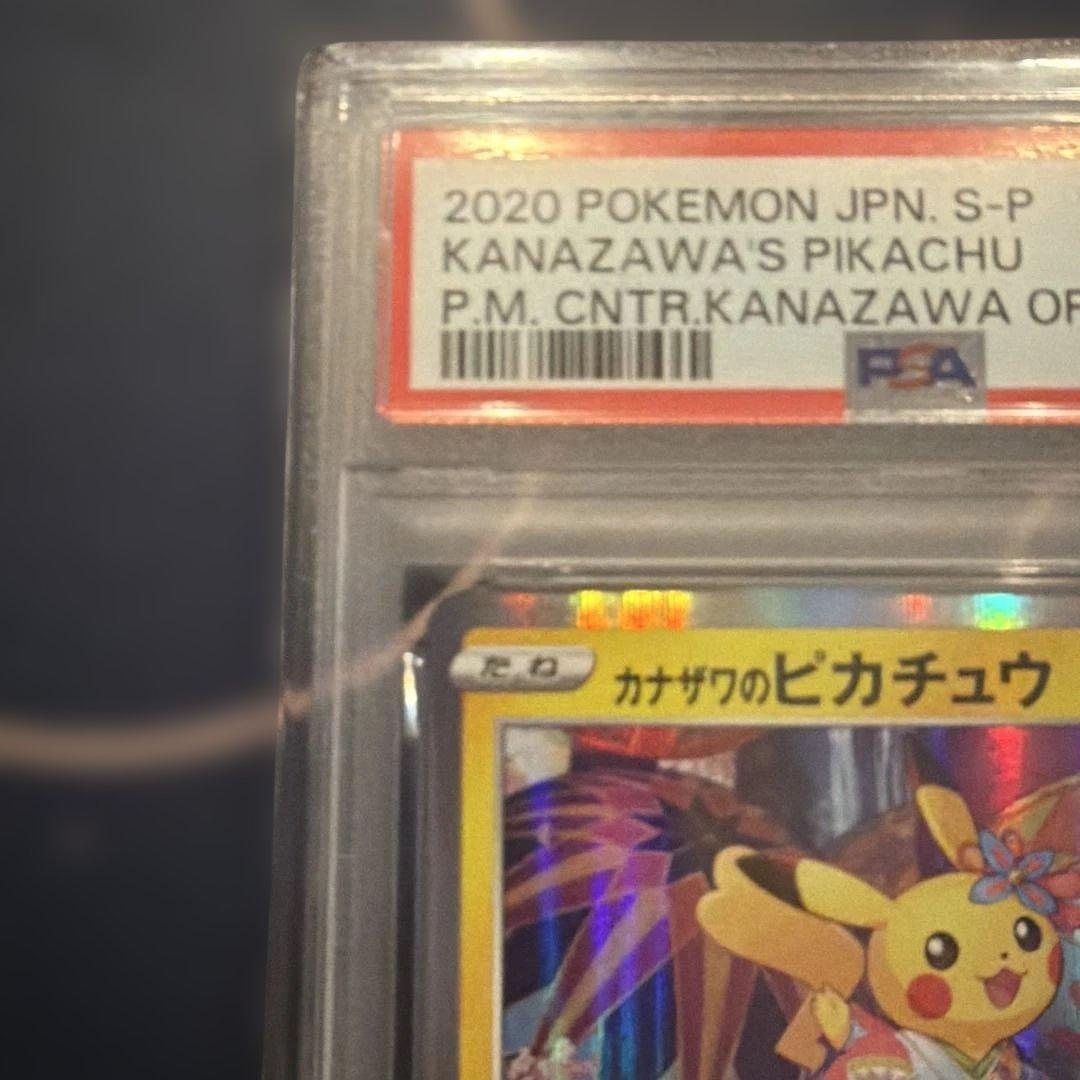 2020 POKEMON JPN. S-P
KANAZAWA'S PIKACHU
P.M. CNTR.KANAZAWA OP
PSA
たね
カナザワのピカチュウ